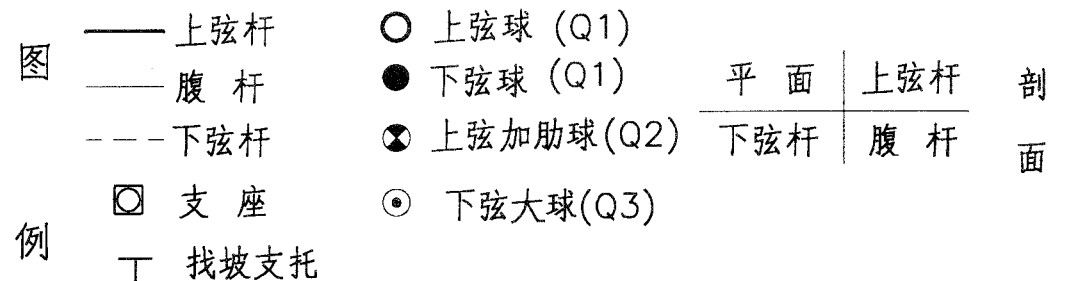 图例
上弦杆
腹 杆
下弦杆
支 座
找坡支托
上弦球 (Q1)
下弦球 (Q1)
上弦加肋球(Q2)
下弦大球(Q3)
平 面 上弦杆
下弦杆 腹 杆
剖面